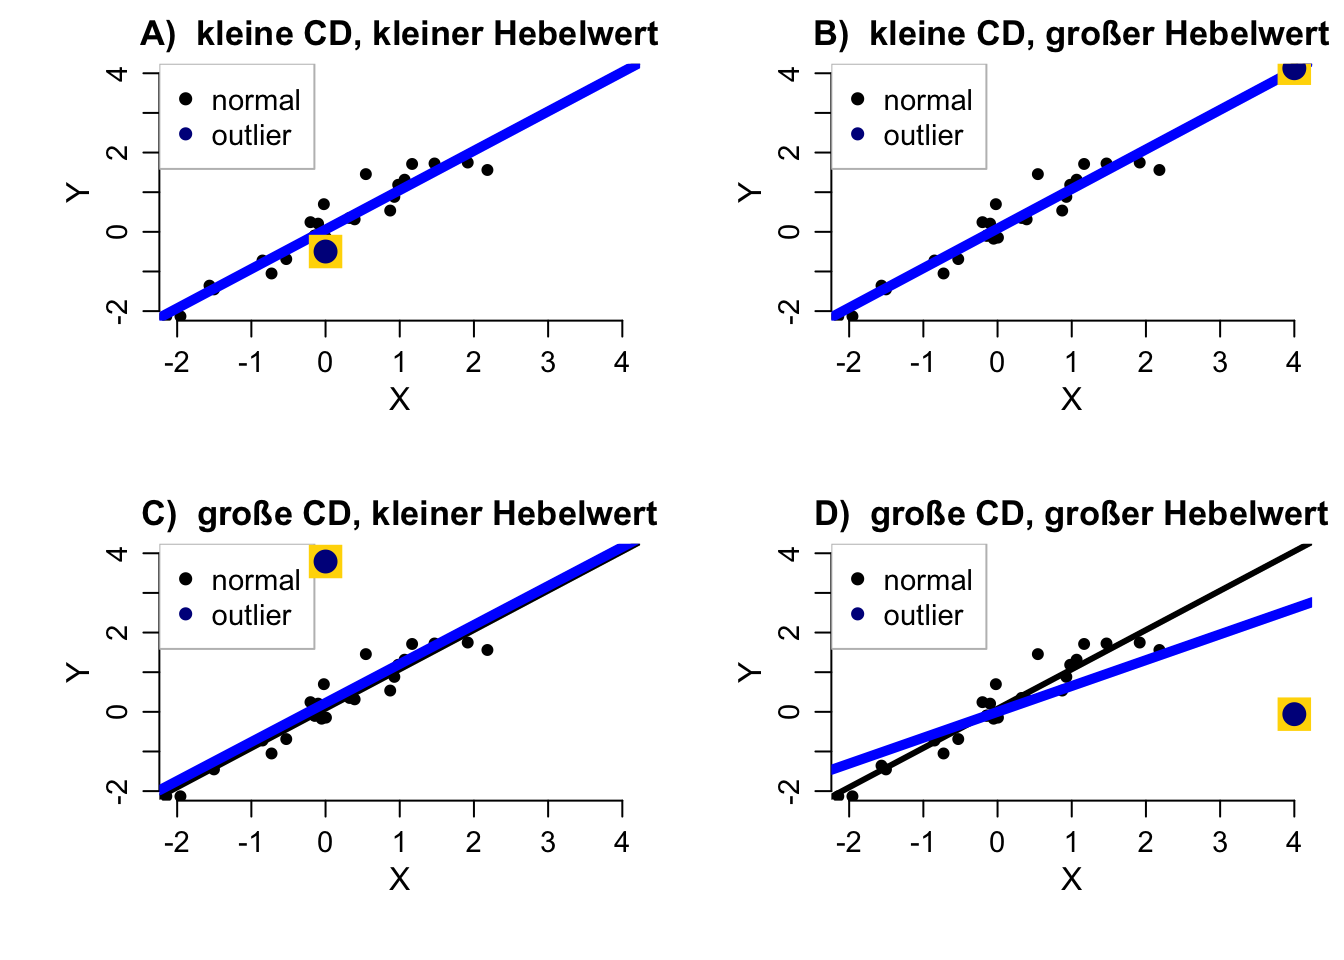 A)  kleine CD, kleiner Hebelwert
4
2
0
-2
Y
normal
outlier
-2 -1 0 1 2 3 4
X
B)  kleine CD, großer Hebelwert
4
2
0
-2
Y
normal
outlier
-2 -1 0 1 2 3 4
X
C)  große CD, kleiner Hebelwert
4
2
0
-2
Y
normal
outlier
-2 -1 0 1 2 3 4
X
D)  große CD, großer Hebelwert
4
2
0
-2
Y
normal
outlier
-2 -1 0 1 2 3 4
X